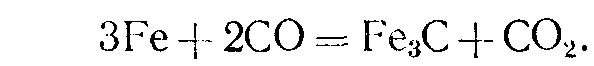 3Fe + 2CO = Fe₃C + CO₂.